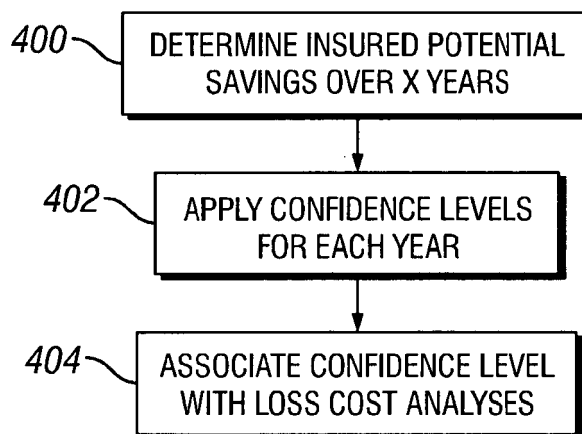 400
DETERMINE INSURED POTENTIAL
SAVINGS OVER X YEARS
402
APPLY CONFIDENCE LEVELS
FOR EACH YEAR
404
ASSOCIATE CONFIDENCE LEVEL
WITH LOSS COST ANALYSES